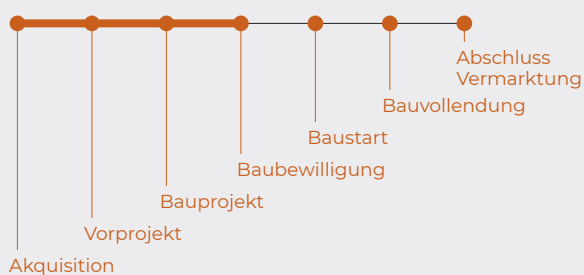 Abschluss
Vermarktung
Bauvollendung
Baustart
Baubewilligung
Bauprojekt
Vorprojekt
Akquisition